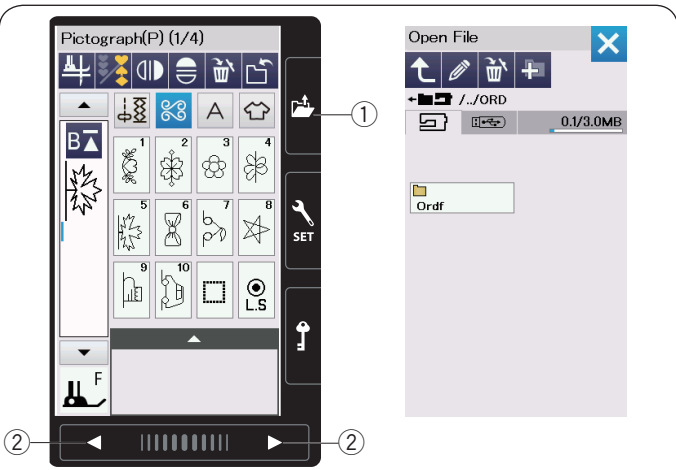 Pictograph(P) (1/4)
B
A
1 2 3 4
5 6 7 8
9 10
L.S
F
SET
①
②
②
Open File
/../ORD
0.1/3.0MB
Ordf